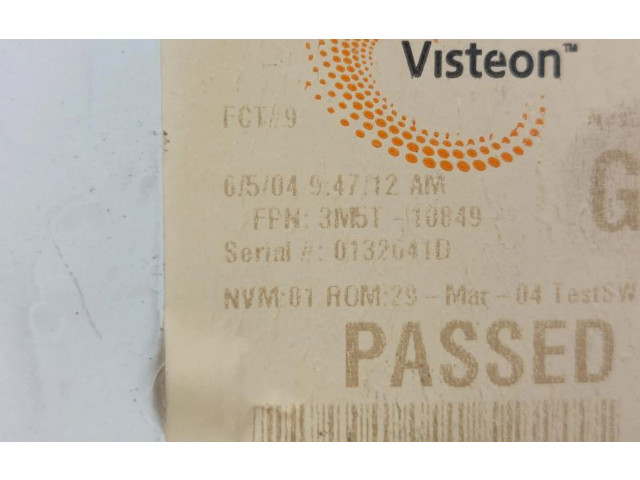 Visteon™
FCT#9
6/5/04 9:47:12 AM
FPN: 3M5T - 10849 -
G
Serial #: 0132641D
NVM:01 ROM:29 - Mar - 04 TestSW
PASSED